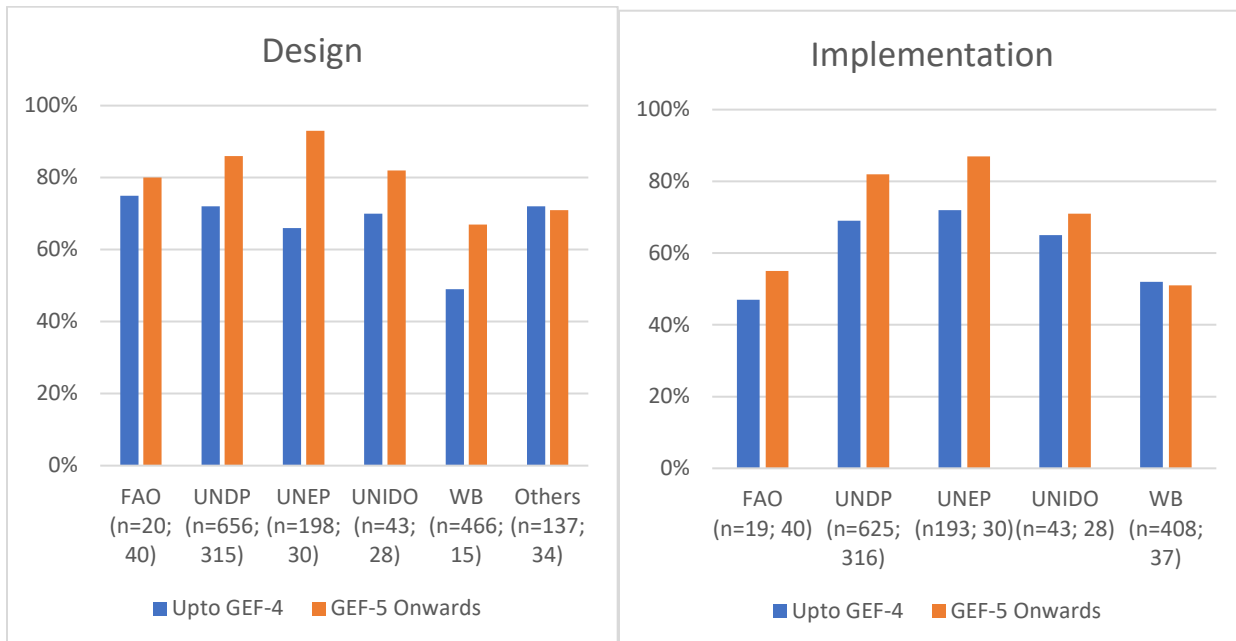 Design
100%
80%
60%
40%
20%
0%
FAO
(n=20;
40)
UNDP
(n=656;
315)
UNEP
(n=198;
30)
UNIDO
(n=43;
28)
WB
(n=466;
15)
Others
(n=137;
34)
Upto GEF-4
GEF-5 Onwards
Implementation
100%
80%
60%
40%
20%
0%
FAO
(n=19; 40)
UNDP
(n=625;
316)
UNEP
(n193; 30)
UNIDO
(n=43; 28)
WB
(n=408;
37)
Upto GEF-4
GEF-5 Onwards